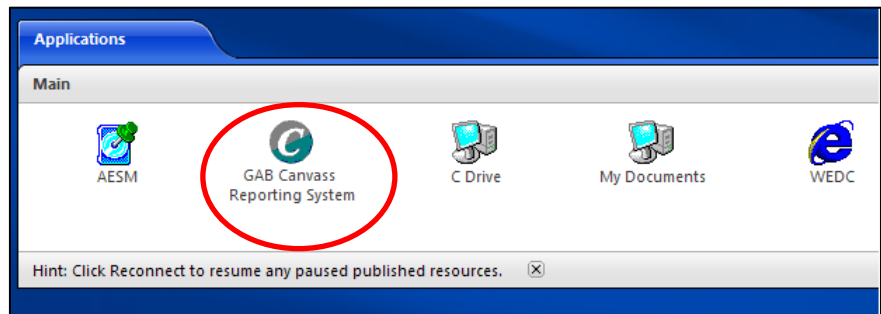 Applications
Main
AESM
GAB Canvass
Reporting System
C Drive
My Documents
WEDC
Hint: Click Reconnect to resume any paused published resources.